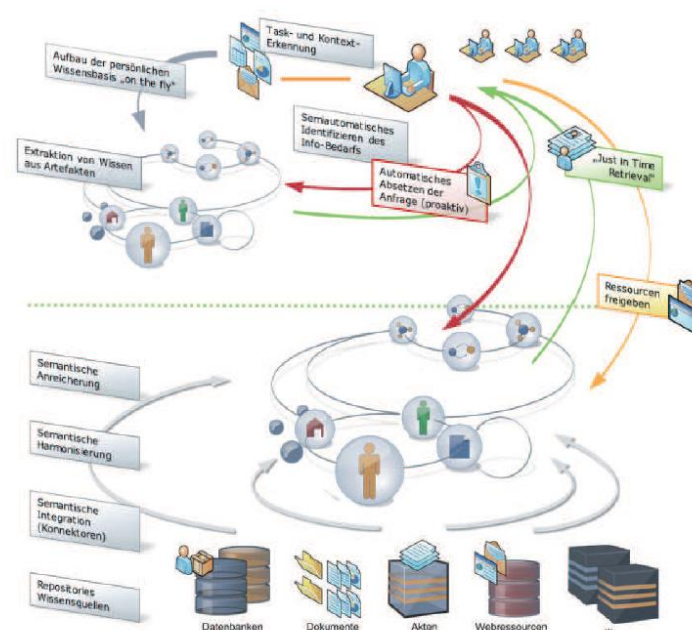 Task- und Kontext-
Erkennung
Aufbau der persönlichen
Wissensbasis „on the fly“
Semiautomatisches
Identifizieren des
Info-Bedarfs
Extraktion von Wissen
aus Artefakten
Automatisches
Absetzen der
Anfrage (proaktiv)
„Just in Time
Retrieval“
Ressourcen
freigeben
Semantische
Anreicherung
Semantische
Harmonisierung
Semantische
Integration
(Konnektoren)
Repositories
Wissensquellen
Datenbanken
Dokumente
Akten
Webressourcen